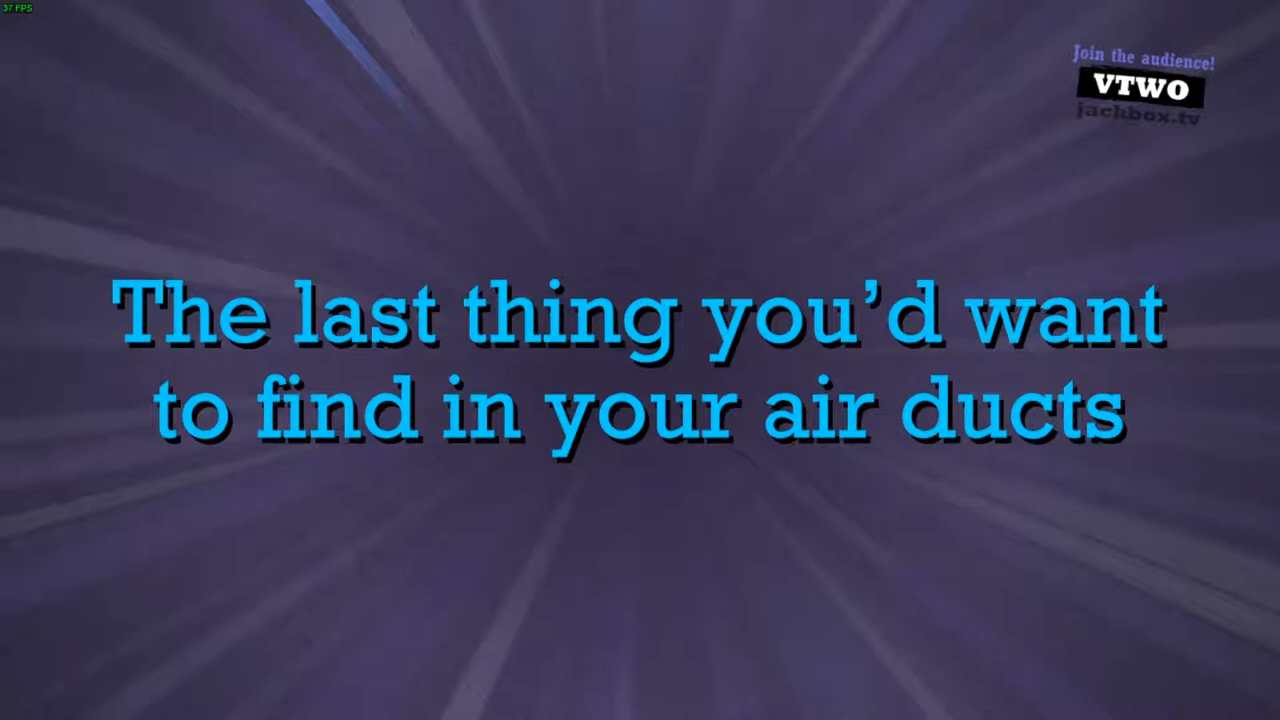 37 FPS
Join the audience!
VTWO
jackbox.tv
The last thing you’d want
to find in your air ducts